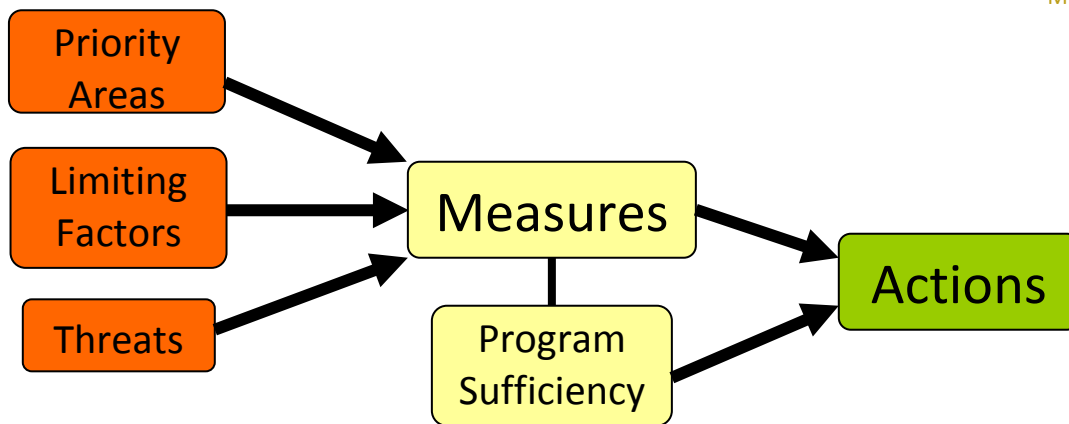 M
Priority
Areas
Limiting
Factors
Threats
Measures
Program
Sufficiency
Actions